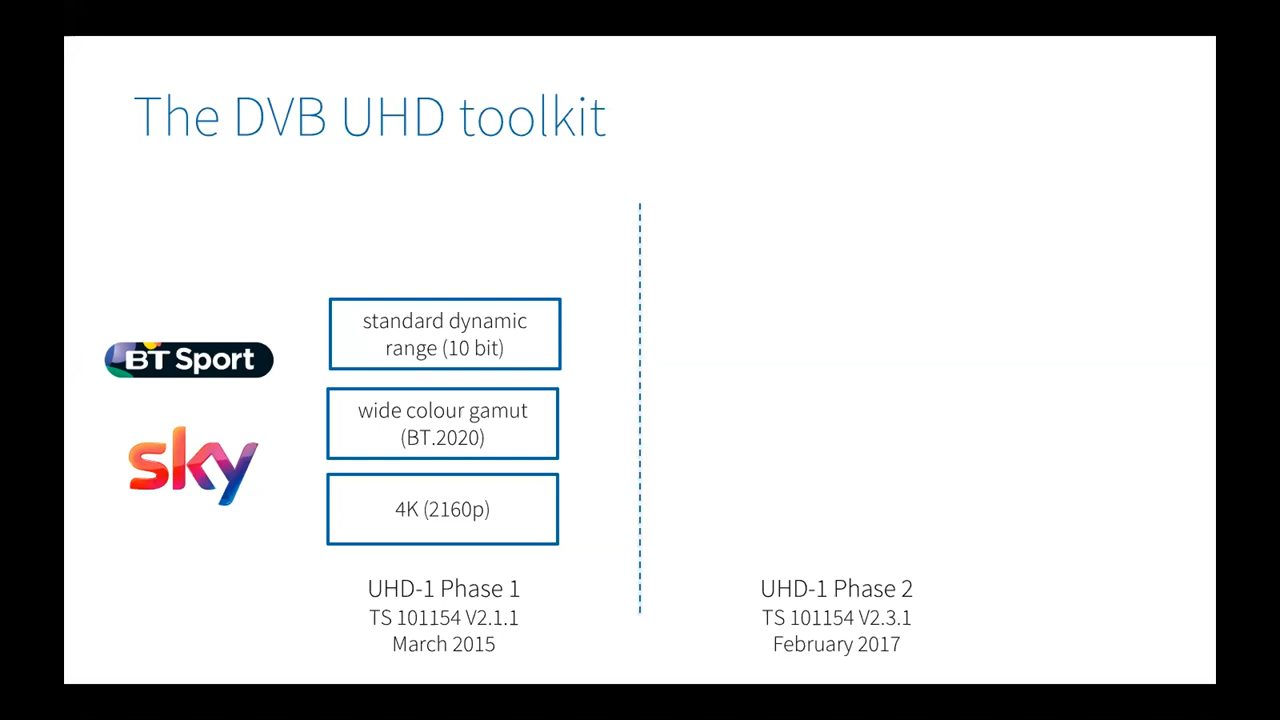 The DVB UHD toolkit
standard dynamic
range (10 bit)
BT Sport
wide colour gamut
(BT.2020)
sky
4K (2160p)
UHD-1 Phase 1
TS 101154 V2.1.1
March 2015
UHD-1 Phase 2
TS 101154 V2.3.1
February 2017